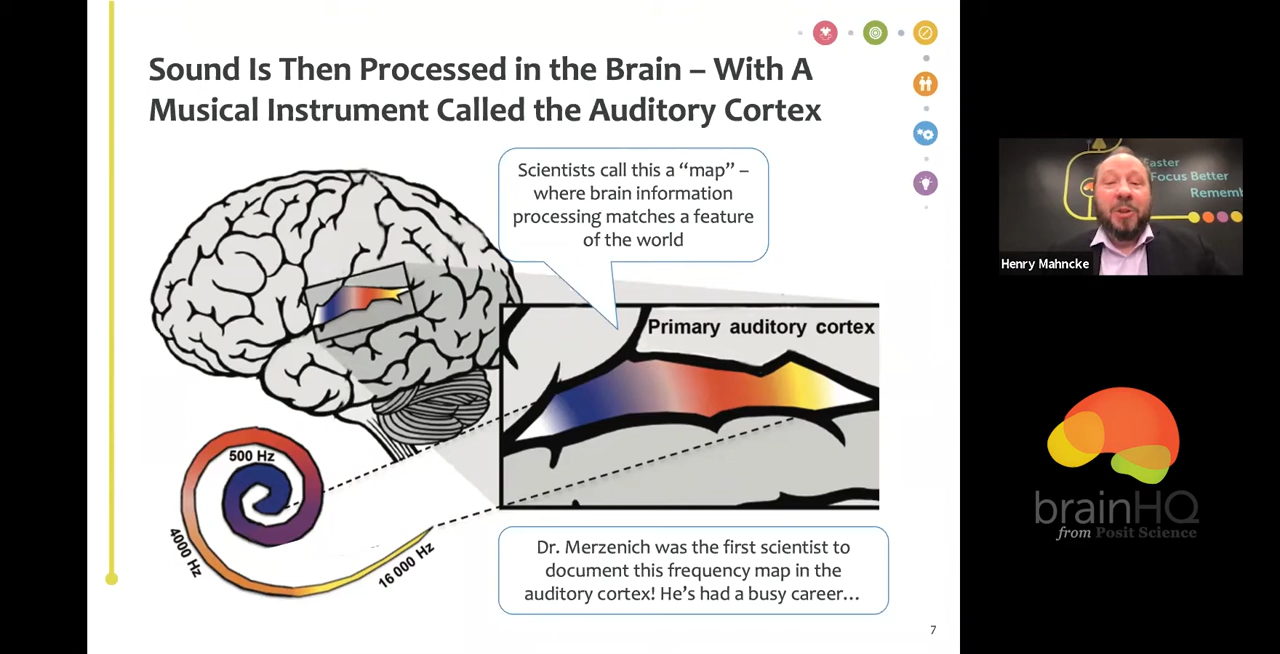 Sound Is Then Processed in the Brain – With A
Musical Instrument Called the Auditory Cortex
Scientists call this a “map” –
where brain information
processing matches a feature
of the world
Primary auditory cortex
500 Hz
4000 Hz
16 000 Hz
Dr. Merzenich was the first scientist to
document this frequency map in the
auditory cortex! He’s had a busy career…
7
Faster
Focus Better
Rememb
Henry Mahncke
brainHQ
from Posit Science